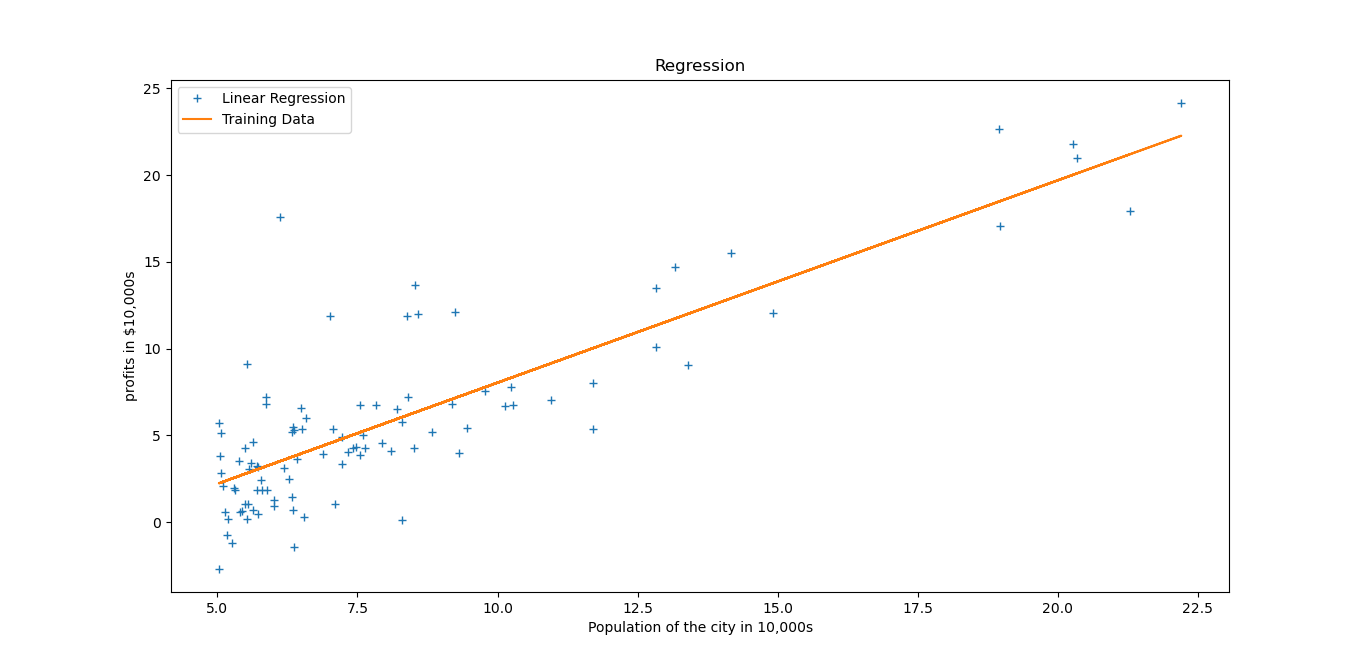 Regression
Linear Regression
Training Data
25
20
15
10
5
0
profits in $10,000s
5.0 7.5 10.0 12.5 15.0 17.5 20.0 22.5
Population of the city in 10,000s